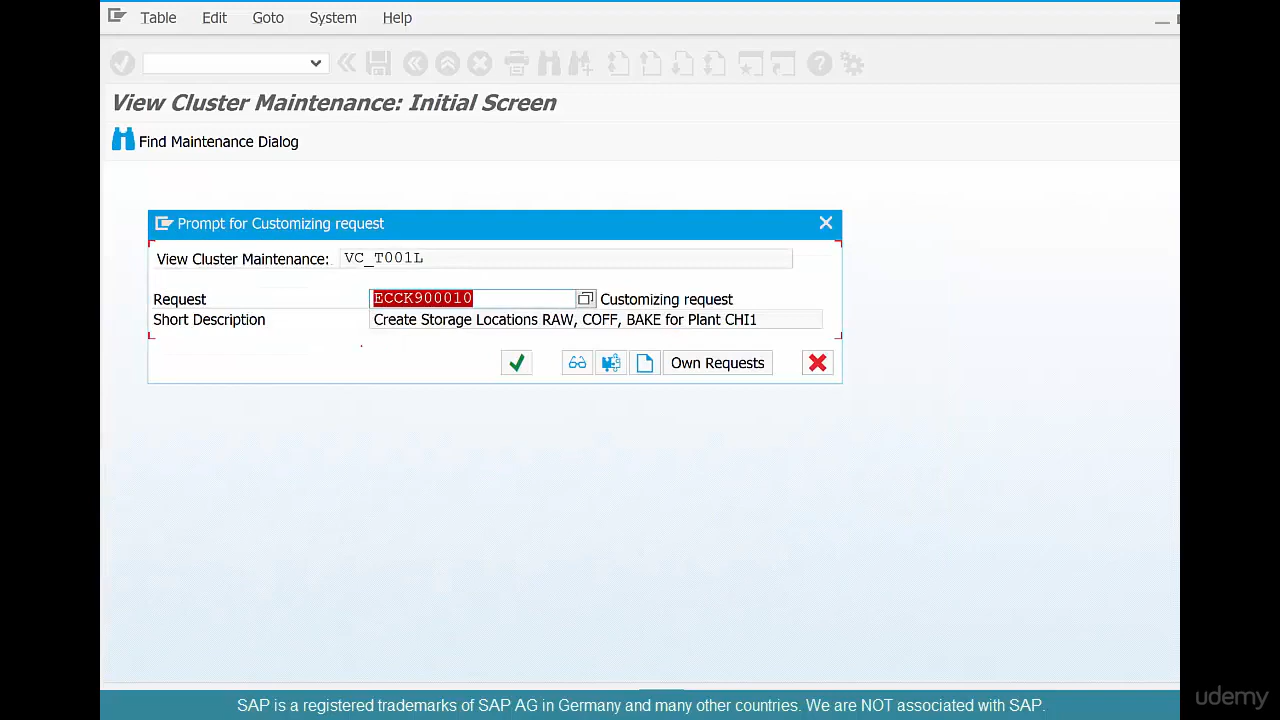 Table Edit Goto System Help
View Cluster Maintenance: Initial Screen
Find Maintenance Dialog
Prompt for Customizing request
View Cluster Maintenance: VC_T001L
Request ECCK900010 Customizing request
Short Description Create Storage Locations RAW, COFF, BAKE for Plant CHI1
Own Requests
SAP is a registered trademarks of SAP AG in Germany and many other countries. We are NOT associated with SAP.
udemy